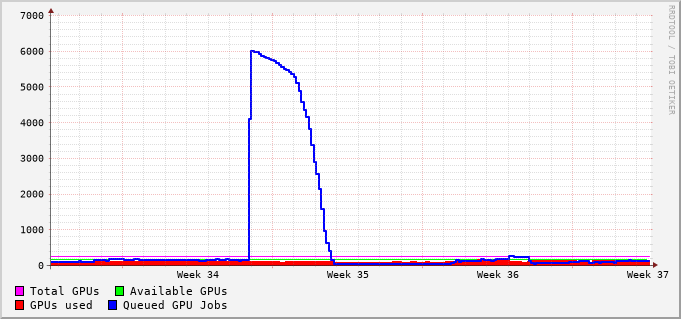 7000
6000
5000
4000
3000
2000
1000
0
Week 34 Week 35 Week 36 Week 37
Total GPUs Available GPUs
GPUs used Queued GPU Jobs
RRDTOOL / TOBI OETIKER